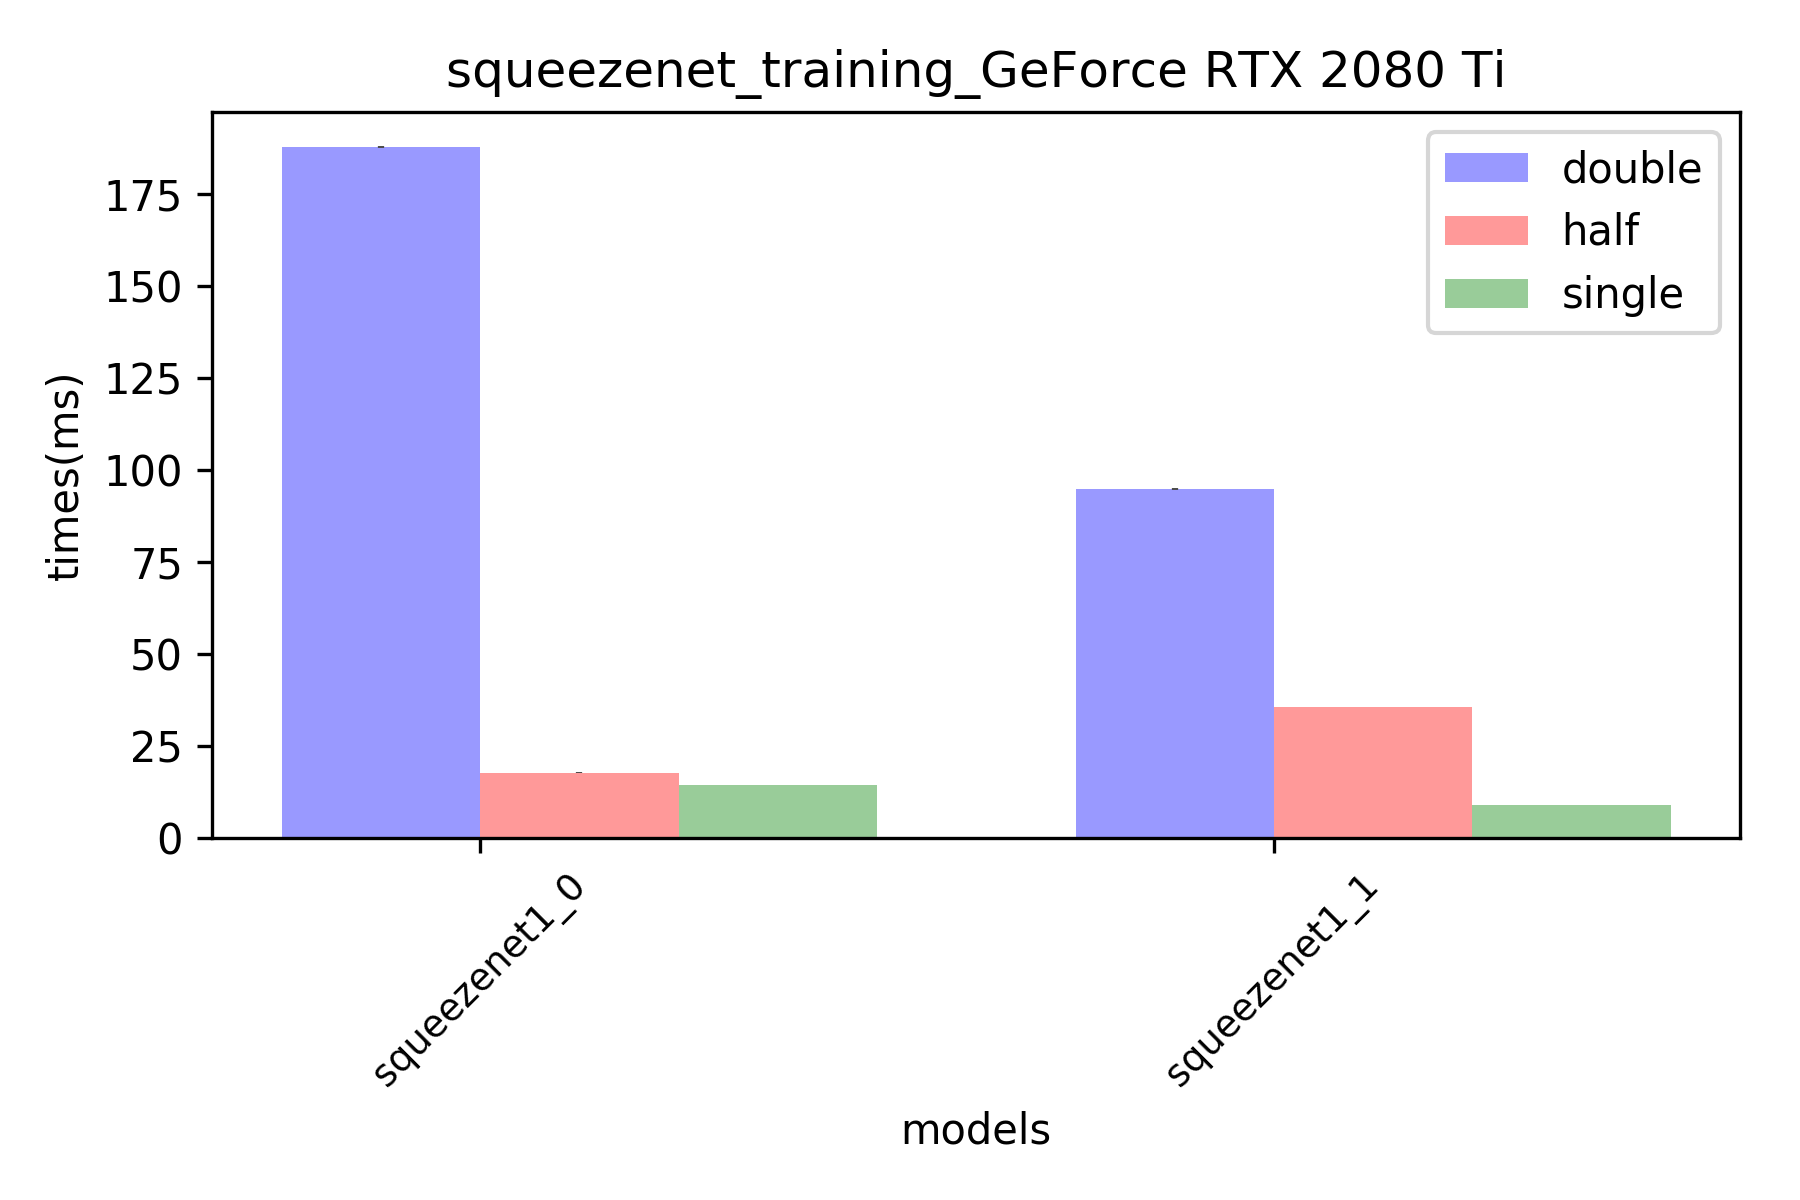 squeezenet_training_GeForce RTX 2080 Ti
double
half
single
times(ms)
175
150
125
100
75
50
25
0
squeezenet1_0
squeezenet1_1
models